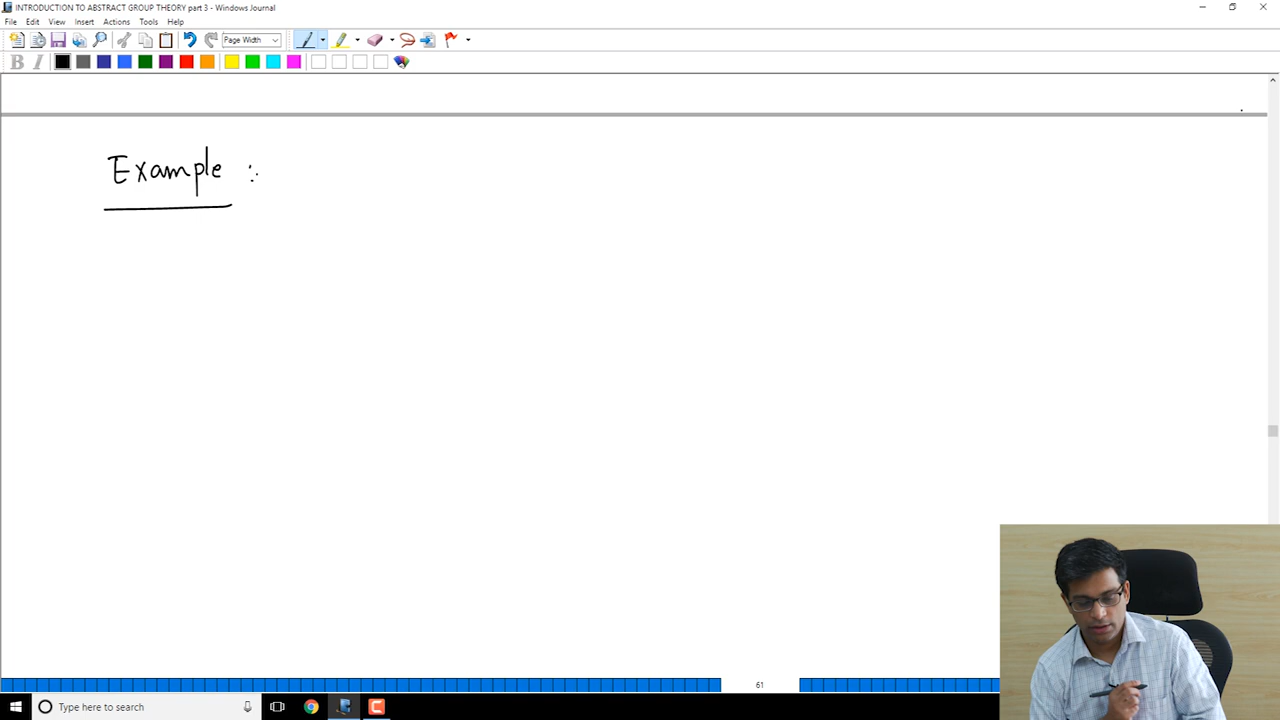 INTRODUCTION TO ABSTRACT GROUP THEORY part 3 - Windows Journal
File Edit View Insert Actions Tools Help
Page Width
B I
Example :
61
Type here to search